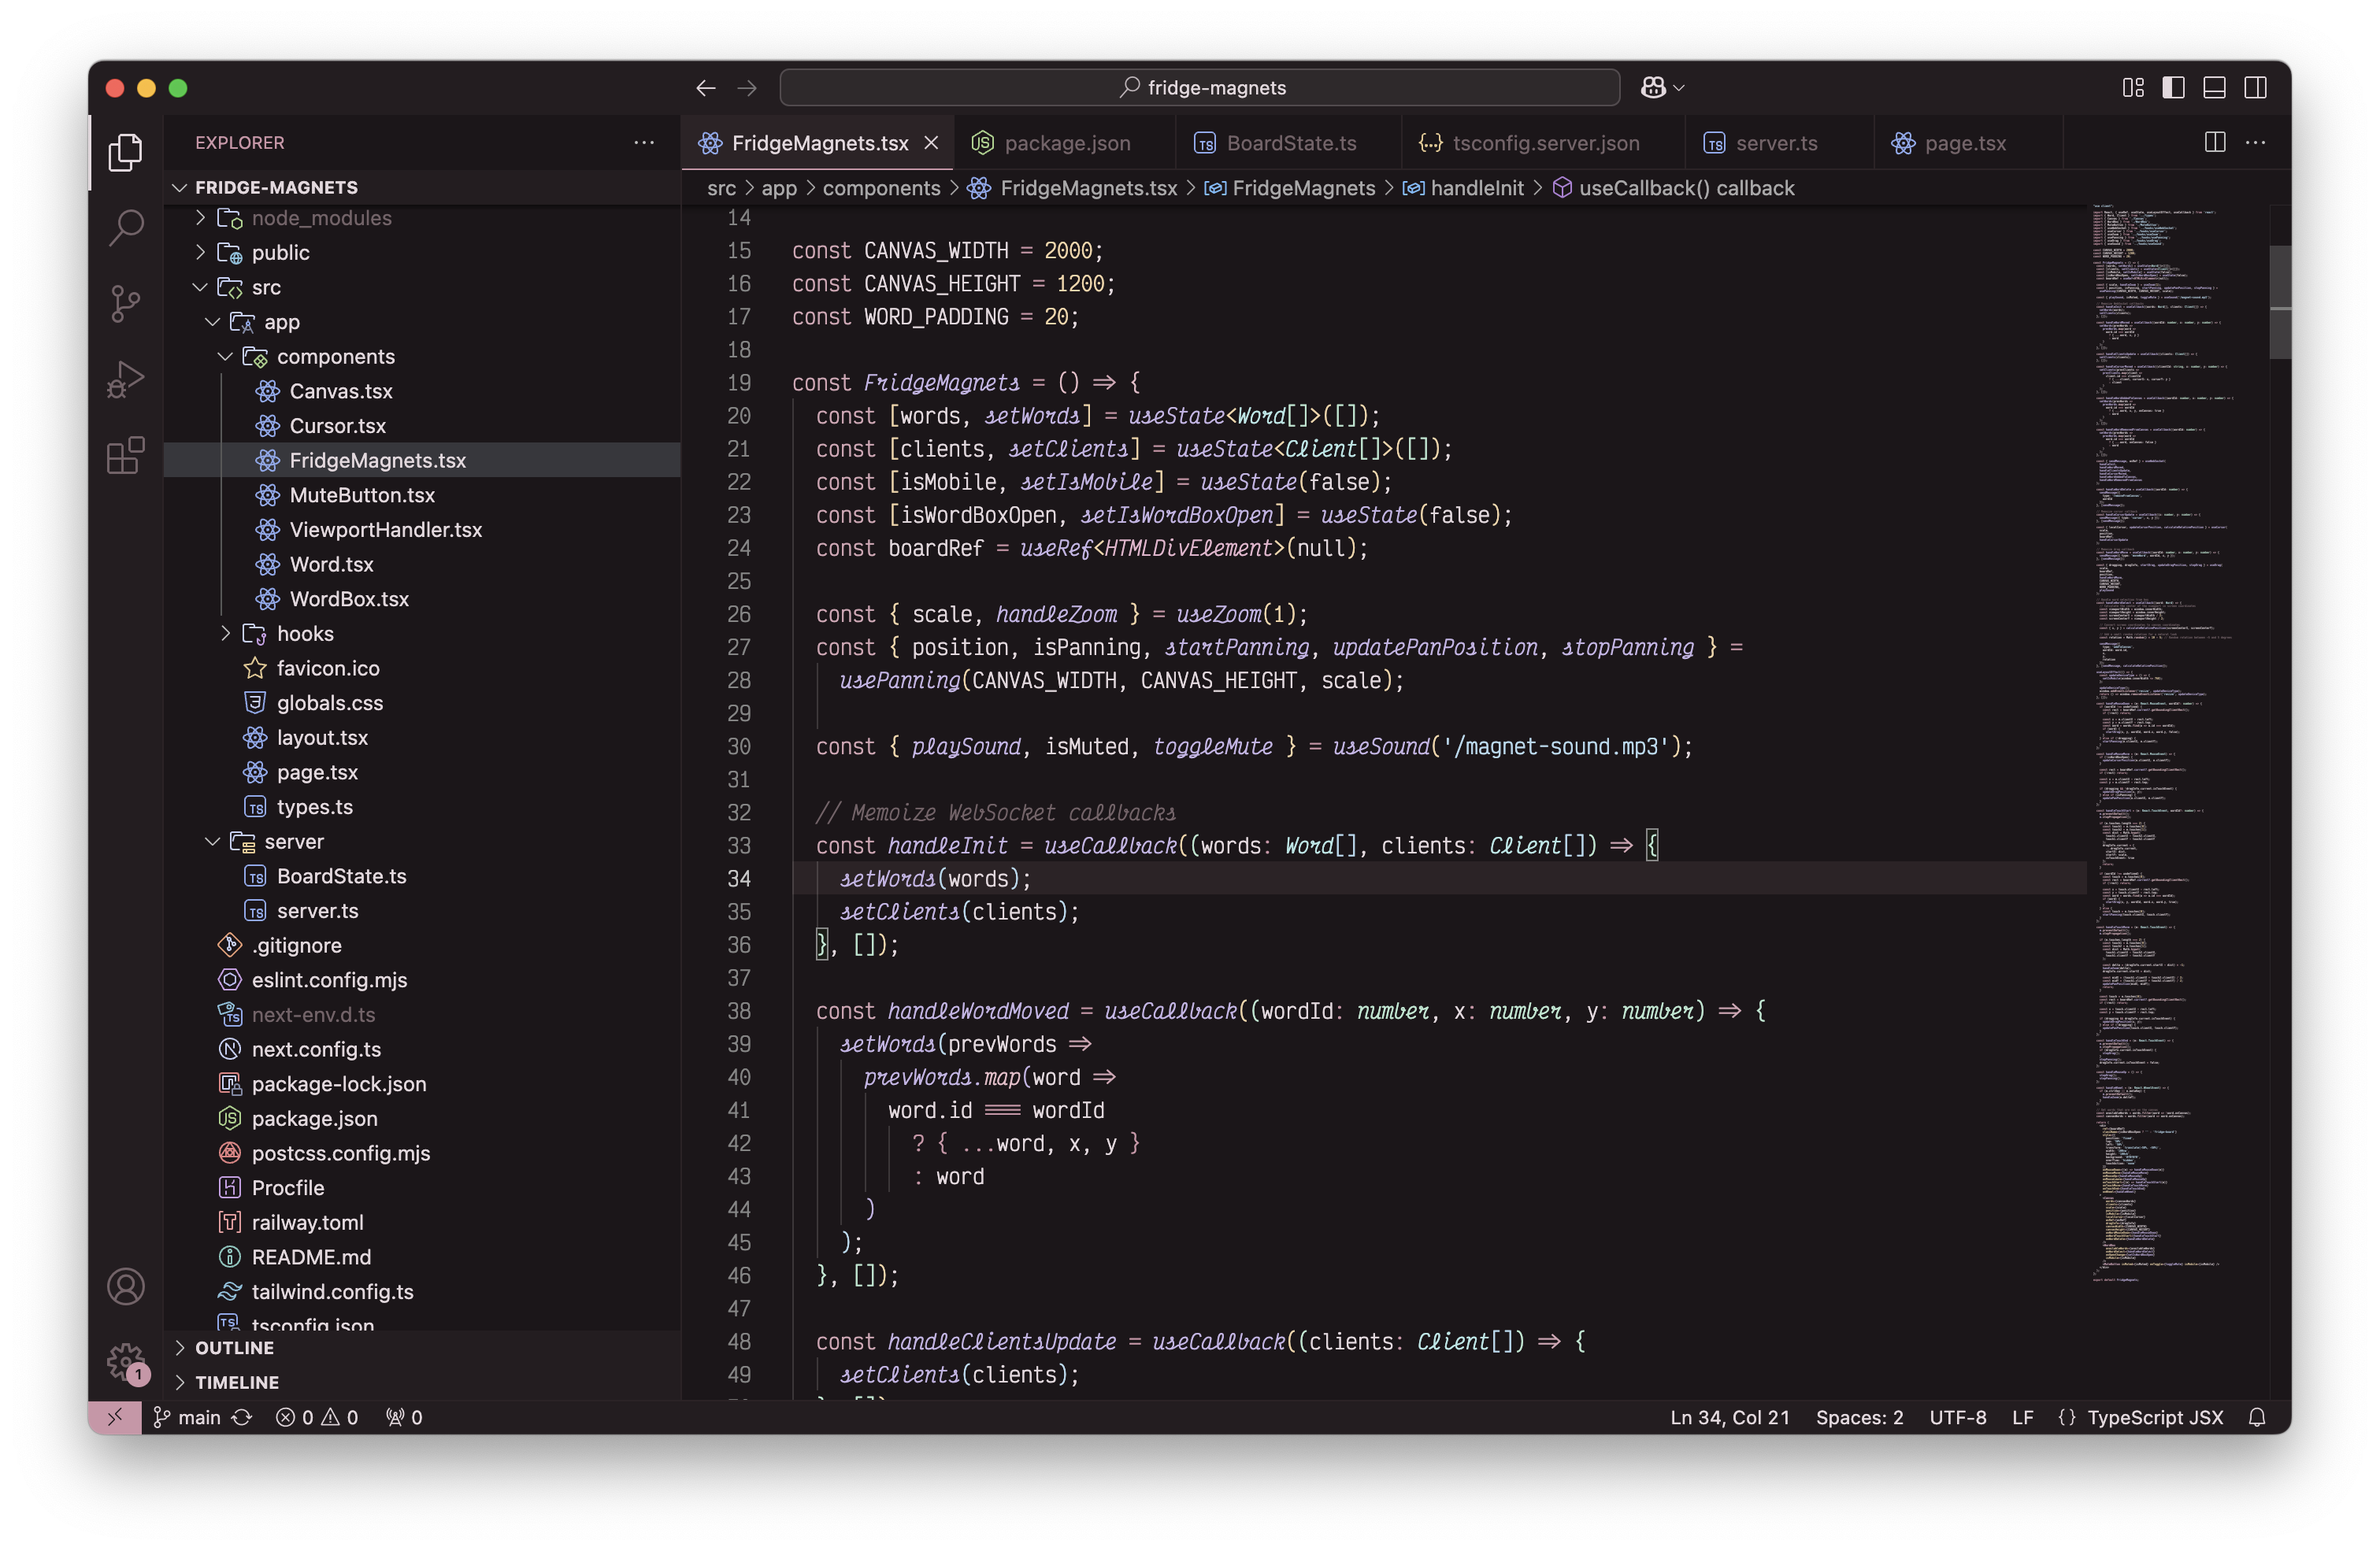 fridge-magnets
EXPLORER
FRIDGE-MAGNETS
node_modules
public
src
app
components
Canvas.tsx
Cursor.tsx
FridgeMagnets.tsx
MuteButton.tsx
ViewportHandler.tsx
Word.tsx
WordBox.tsx
hooks
favicon.ico
globals.css
layout.tsx
page.tsx
types.ts
server
BoardState.ts
server.ts
.gitignore
eslint.config.mjs
next-env.d.ts
next.config.ts
package-lock.json
package.json
postcss.config.mjs
Procfile
railway.toml
README.md
tailwind.config.ts
tsconfig.json
OUTLINE
TIMELINE
1
FridgeMagnets.tsx package.json BoardState.ts tsconfig.server.json server.ts page.tsx
src > app > components > FridgeMagnets.tsx > FridgeMagnets > handleInit > useCallback() callback
14
15 const CANVAS_WIDTH = 2000;
16 const CANVAS_HEIGHT = 1200;
17 const WORD_PADDING = 20;
18
19 const FridgeMagnets = () => {
20 const [words, setWords] = useState<Word[]>([]);
21 const [clients, setClients] = useState<Client[]>([]);
22 const [isMobile, setIsMobile] = useState(false);
23 const [isWordBoxOpen, setIsWordBoxOpen] = useState(false);
24 const boardRef = useRef<HTMLDivElement>(null);
25
26 const { scale, handleZoom } = useZoom(1);
27 const { position, isPanning, startPanning, updatePanPosition, stopPanning } =
28 usePanning(CANVAS_WIDTH, CANVAS_HEIGHT, scale);
29
30 const { playSound, isMuted, toggleMute } = useSound('/magnet-sound.mp3');
31
32 // Memoize WebSocket callbacks
33 const handleInit = useCallback((words: Word[], clients: Client[]) => {
34 setWords(words);
35 setClients(clients);
36 }, []);
37
38 const handleWordMoved = useCallback((wordId: number, x: number, y: number) => {
39 setWords(prevWords =>
40 prevWords.map(word =>
41 word.id === wordId
42 ? { ...word, x, y }
43 : word
44 )
45 );
46 }, []);
47
48 const handleClientsUpdate = useCallback((clients: Client[]) => {
49 setClients(clients);
main 0 0 0 Ln 34, Col 21 Spaces: 2 UTF-8 LF {} TypeScript JSX